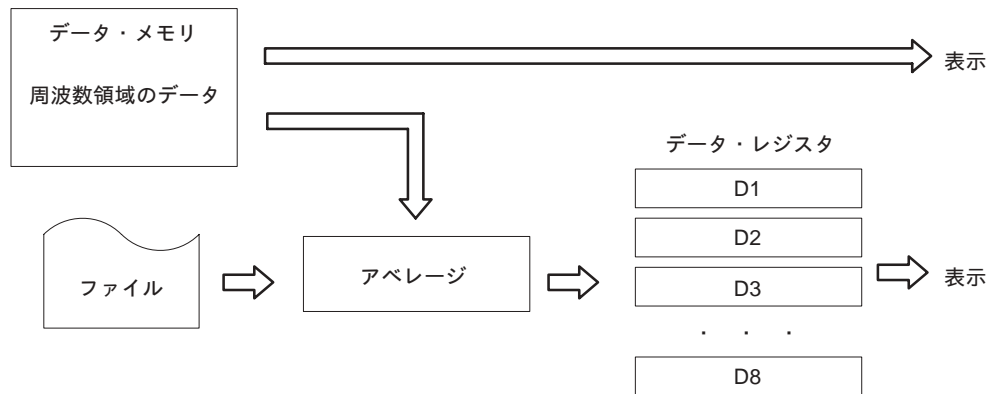 データ・メモリ
周波数領域のデータ
表示
データ・レジスタ
D1
D2
D3
・ ・ ・
D8
ファイル
アベレージ
表示